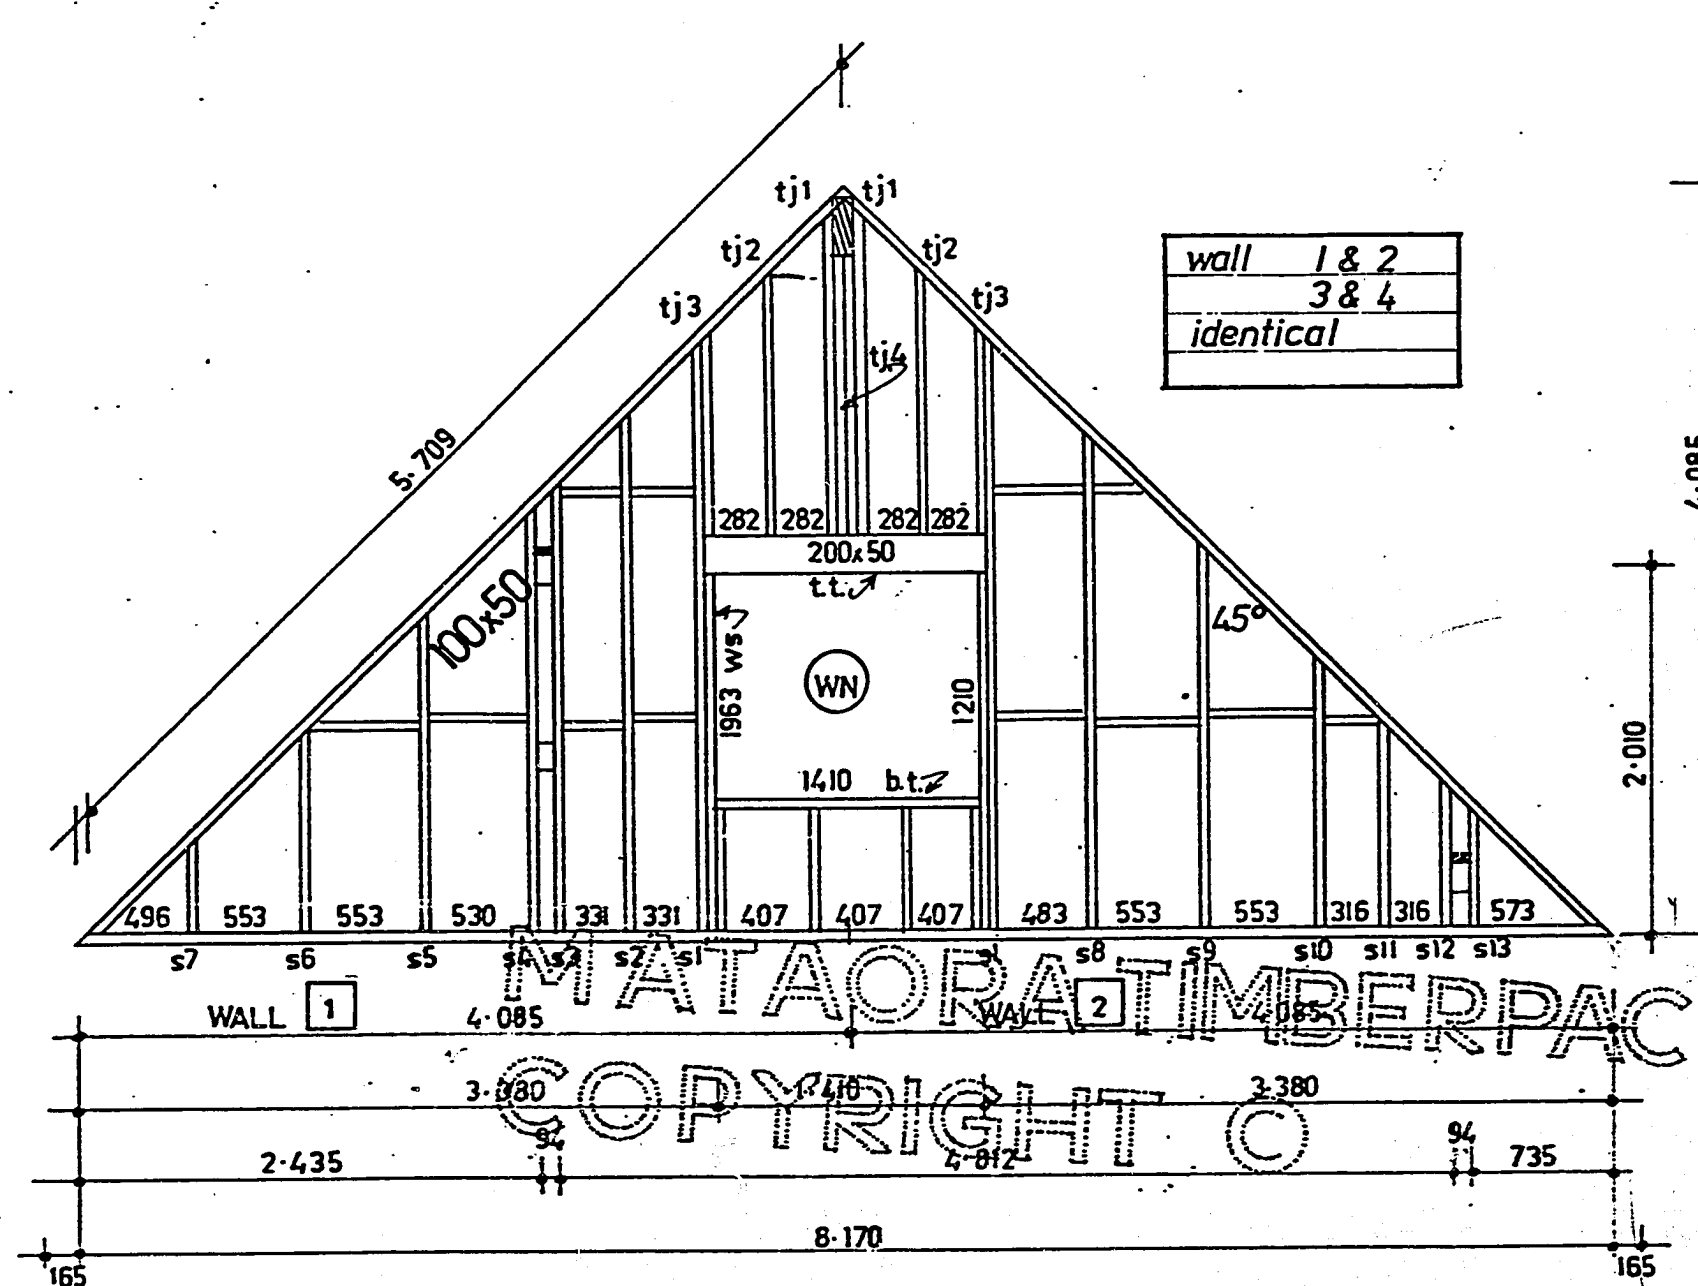 tj1 tj1
tj2 tj2
tj3 tj3
wall 1 & 2
3 & 4
identical
tj4
5·709
4·085
282 282 282 282
200x50
t.t.
100x50
45°
1963 ws
WN
1210
2·010
1410 b.t.
496 553 553 530 331 331 407 407 407 483 553 553 316 316 573
s7 s6 s5 s4 s3 s2 s1 s8 s9 s10 s11 s12 s13
MATAORA TIMBERPAC
WALL 1 4·085 WALL 2 4·085
COPYRIGHT ©
3·380 1·410 3·380
2·435 94 4·812 94 735
8·170
165 165